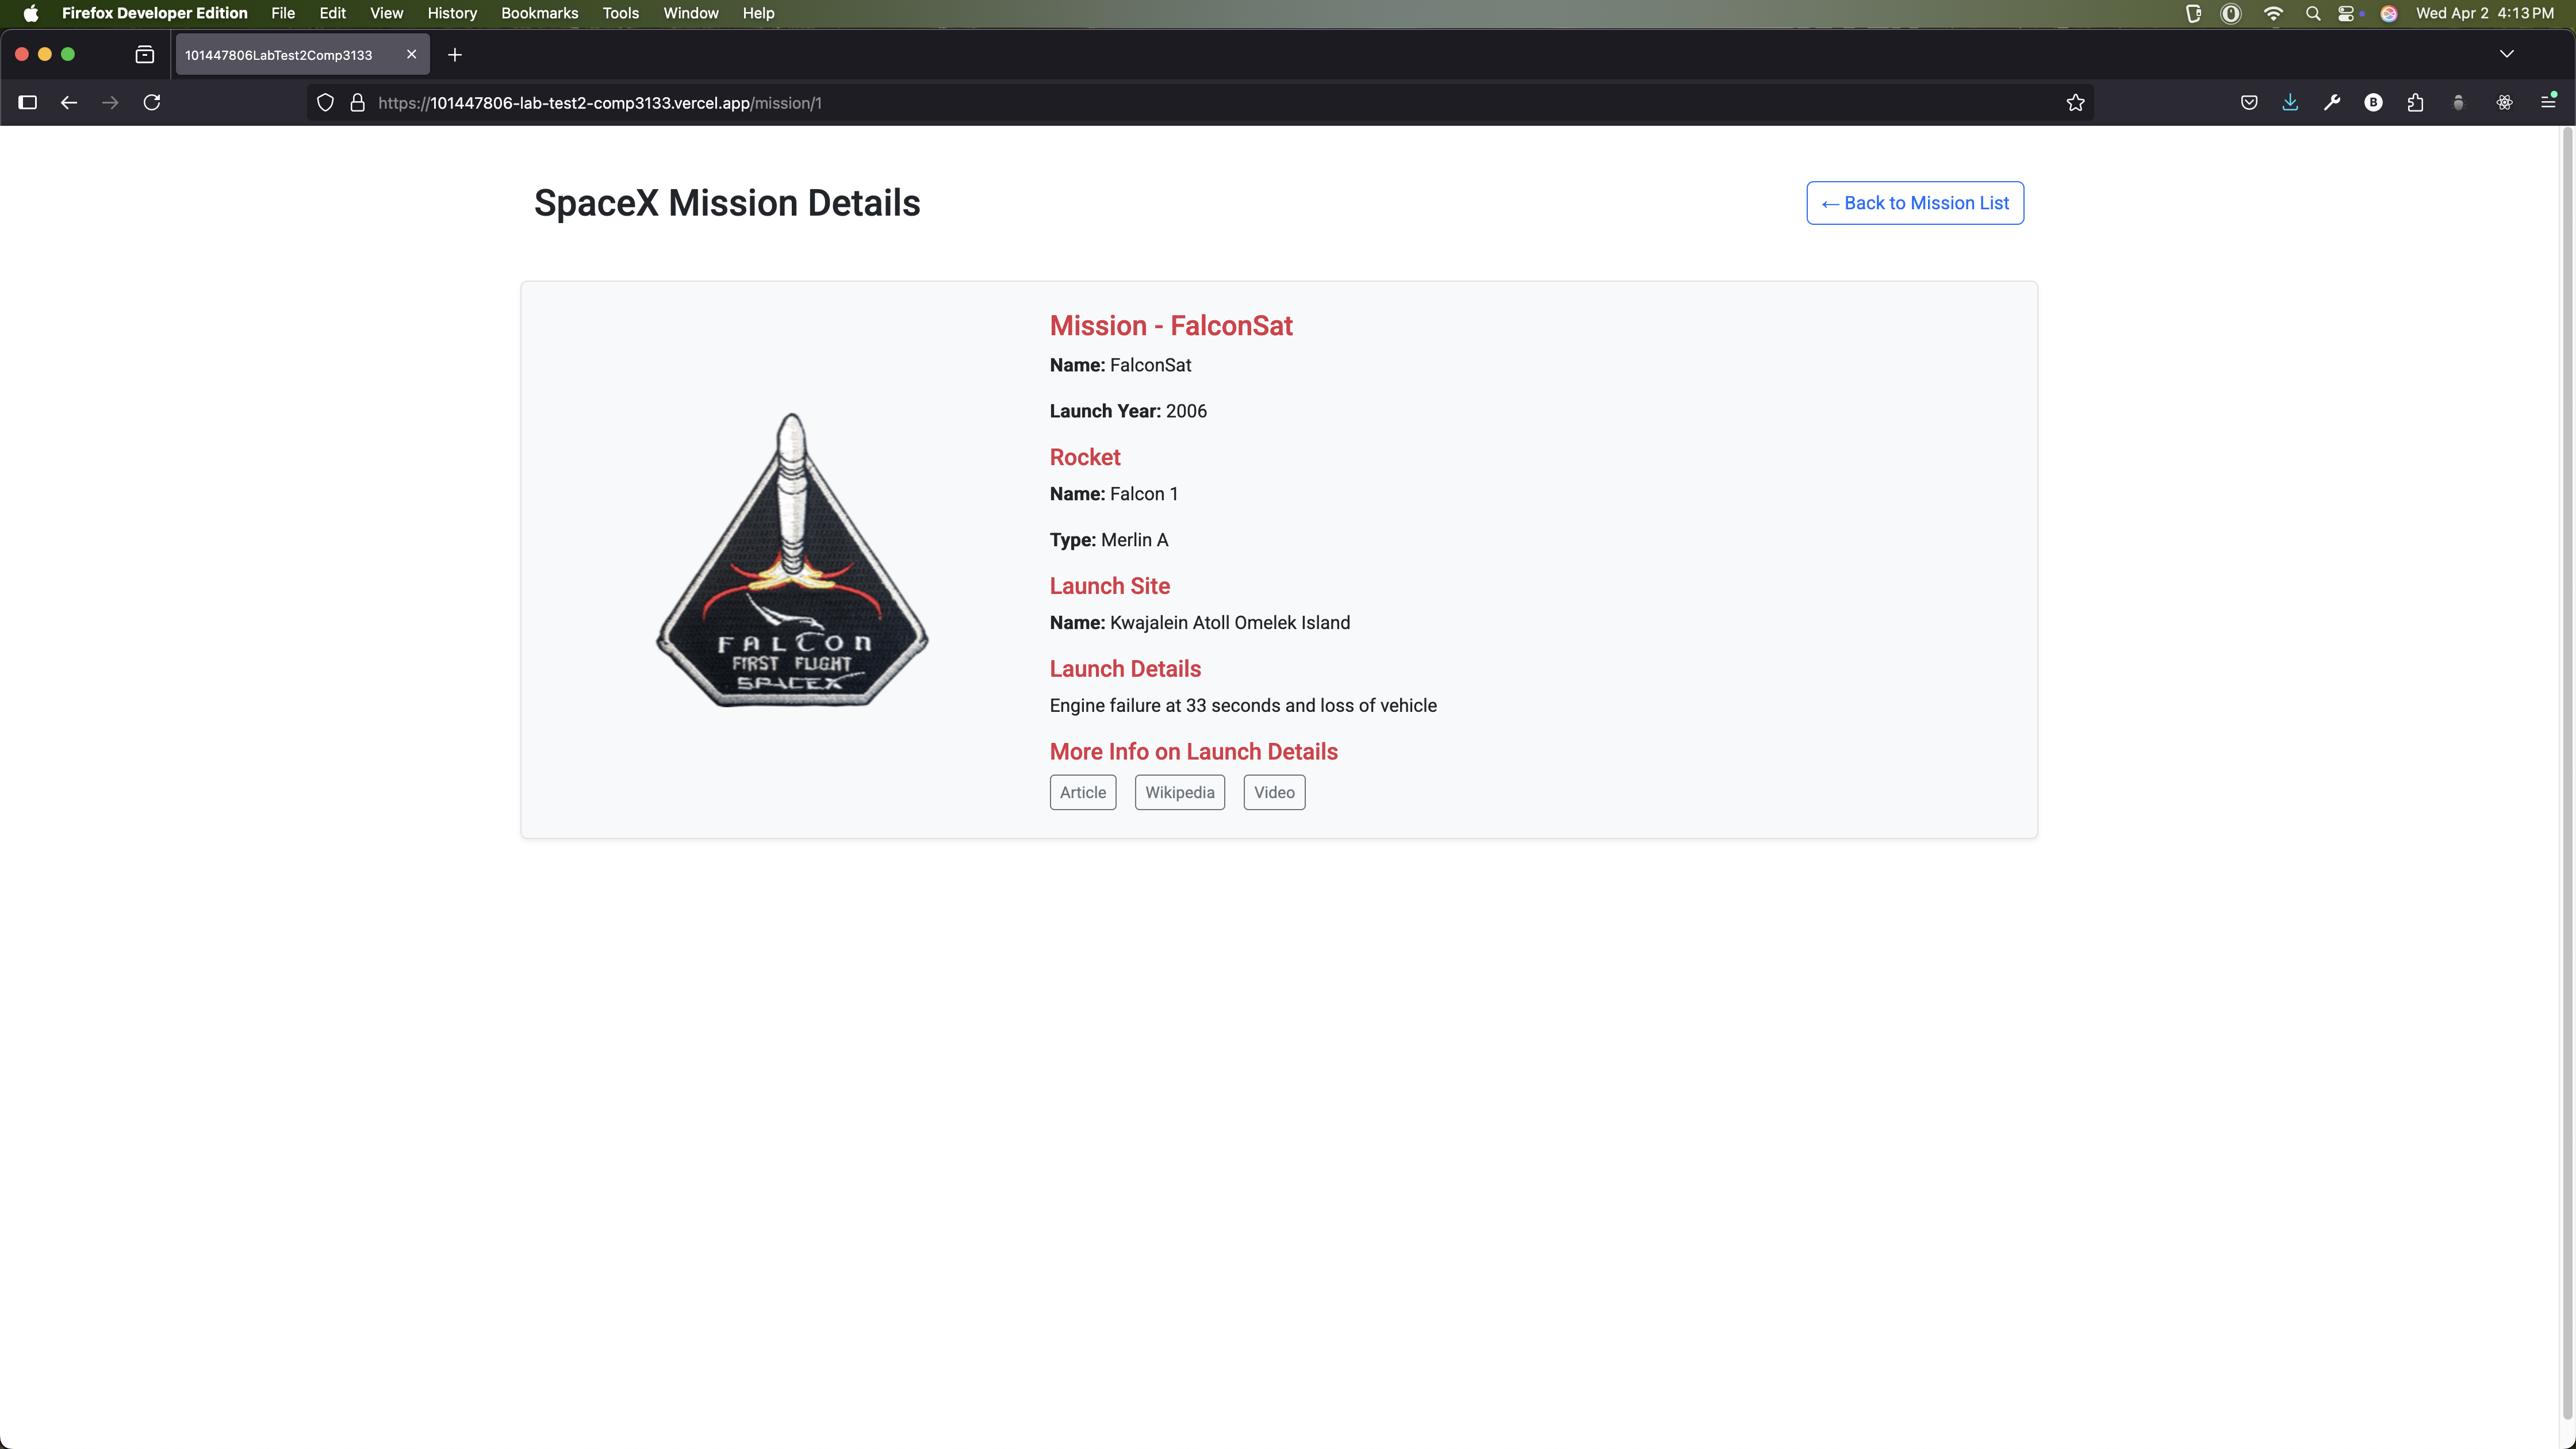 Firefox Developer Edition File Edit View History Bookmarks Tools Window Help Wed Apr 2 4:13 PM
101447806LabTest2Comp3133
https://101447806-lab-test2-comp3133.vercel.app/mission/1
SpaceX Mission Details
← Back to Mission List
Mission - FalconSat
Name: FalconSat
Launch Year: 2006
Rocket
Name: Falcon 1
Type: Merlin A
Launch Site
Name: Kwajalein Atoll Omelek Island
Launch Details
Engine failure at 33 seconds and loss of vehicle
More Info on Launch Details
Article Wikipedia Video
FALCON
FIRST FLIGHT
SPACEX